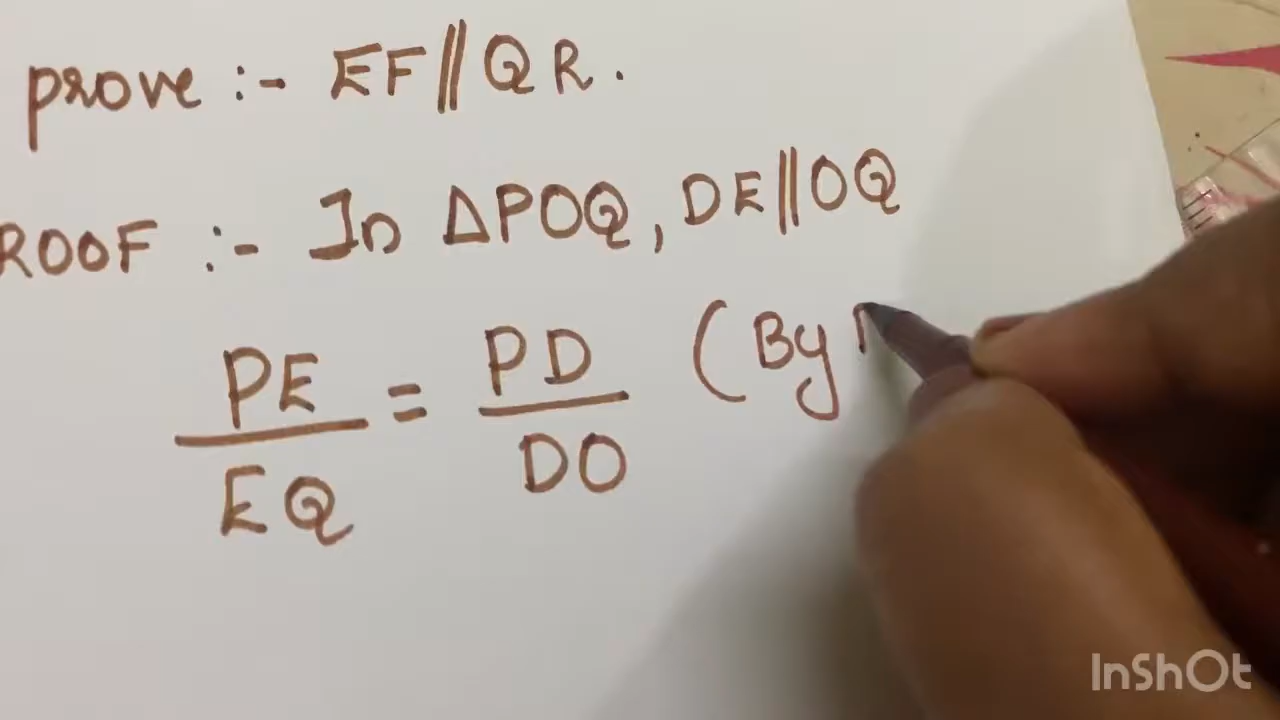 prove :- EF || QR.
ROOF :- In ΔPOQ, DE || OQ
PE/EQ = PD/DO (By
InShOt